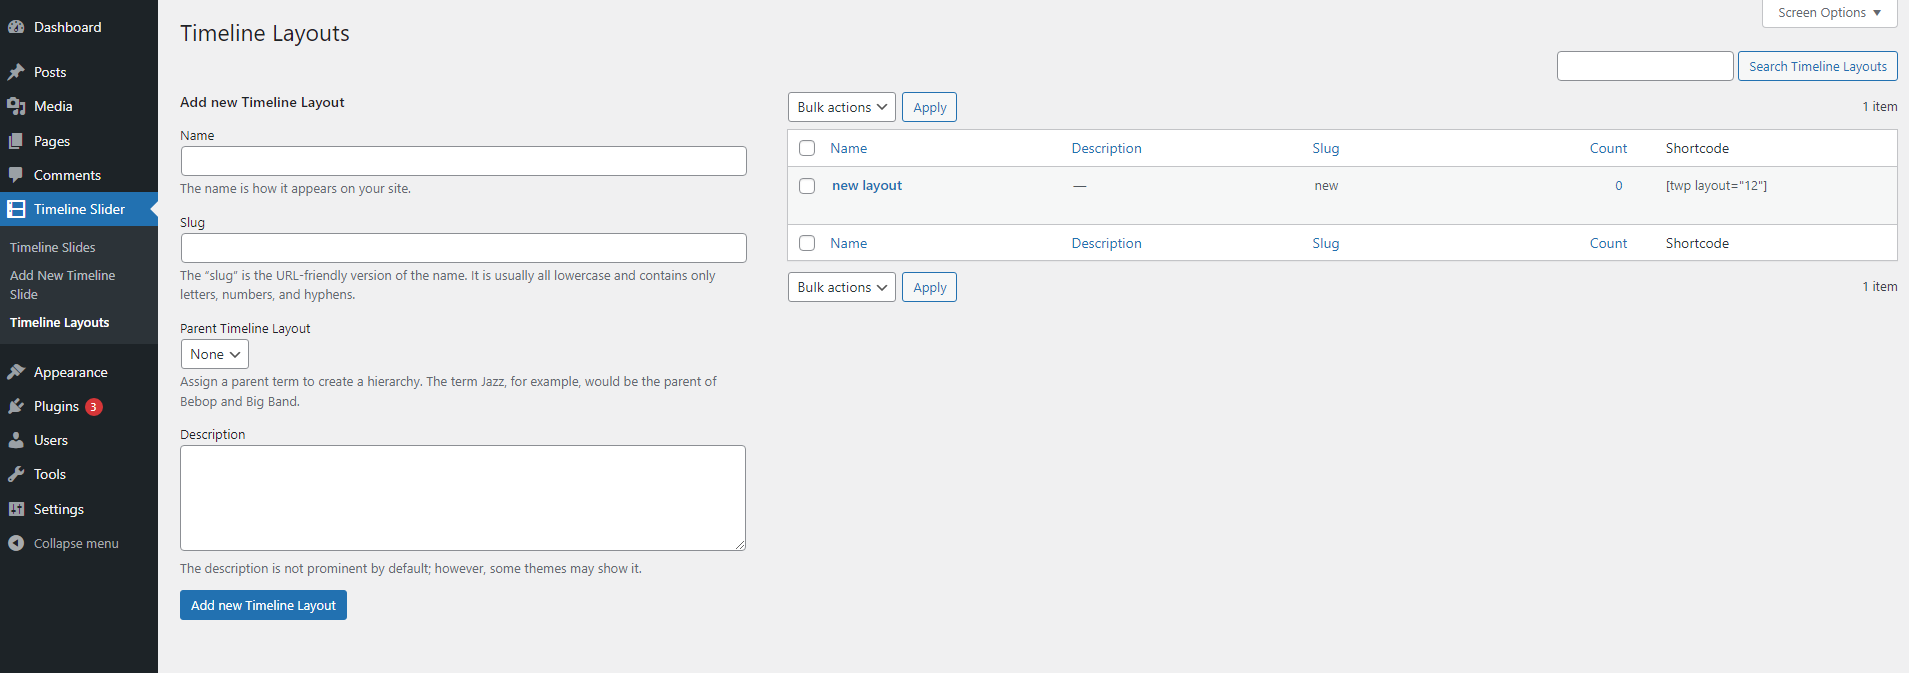 Dashboard
Posts
Media
Pages
Comments
Timeline Slider
Timeline Slides
Add New Timeline
Slide
Timeline Layouts
Appearance
Plugins 3
Users
Tools
Settings
Collapse menu
Screen Options
Timeline Layouts
Search Timeline Layouts
Add new Timeline Layout
Name
The name is how it appears on your site.
Slug
The “slug” is the URL-friendly version of the name. It is usually all lowercase and contains only
letters, numbers, and hyphens.
Parent Timeline Layout
None
Assign a parent term to create a hierarchy. The term Jazz, for example, would be the parent of
Bebop and Big Band.
Description
The description is not prominent by default; however, some themes may show it.
Add new Timeline Layout
Bulk actions Apply 1 item
Name Description Slug Count Shortcode
new layout — new 0 [twp layout="12"]
Name Description Slug Count Shortcode
Bulk actions Apply 1 item